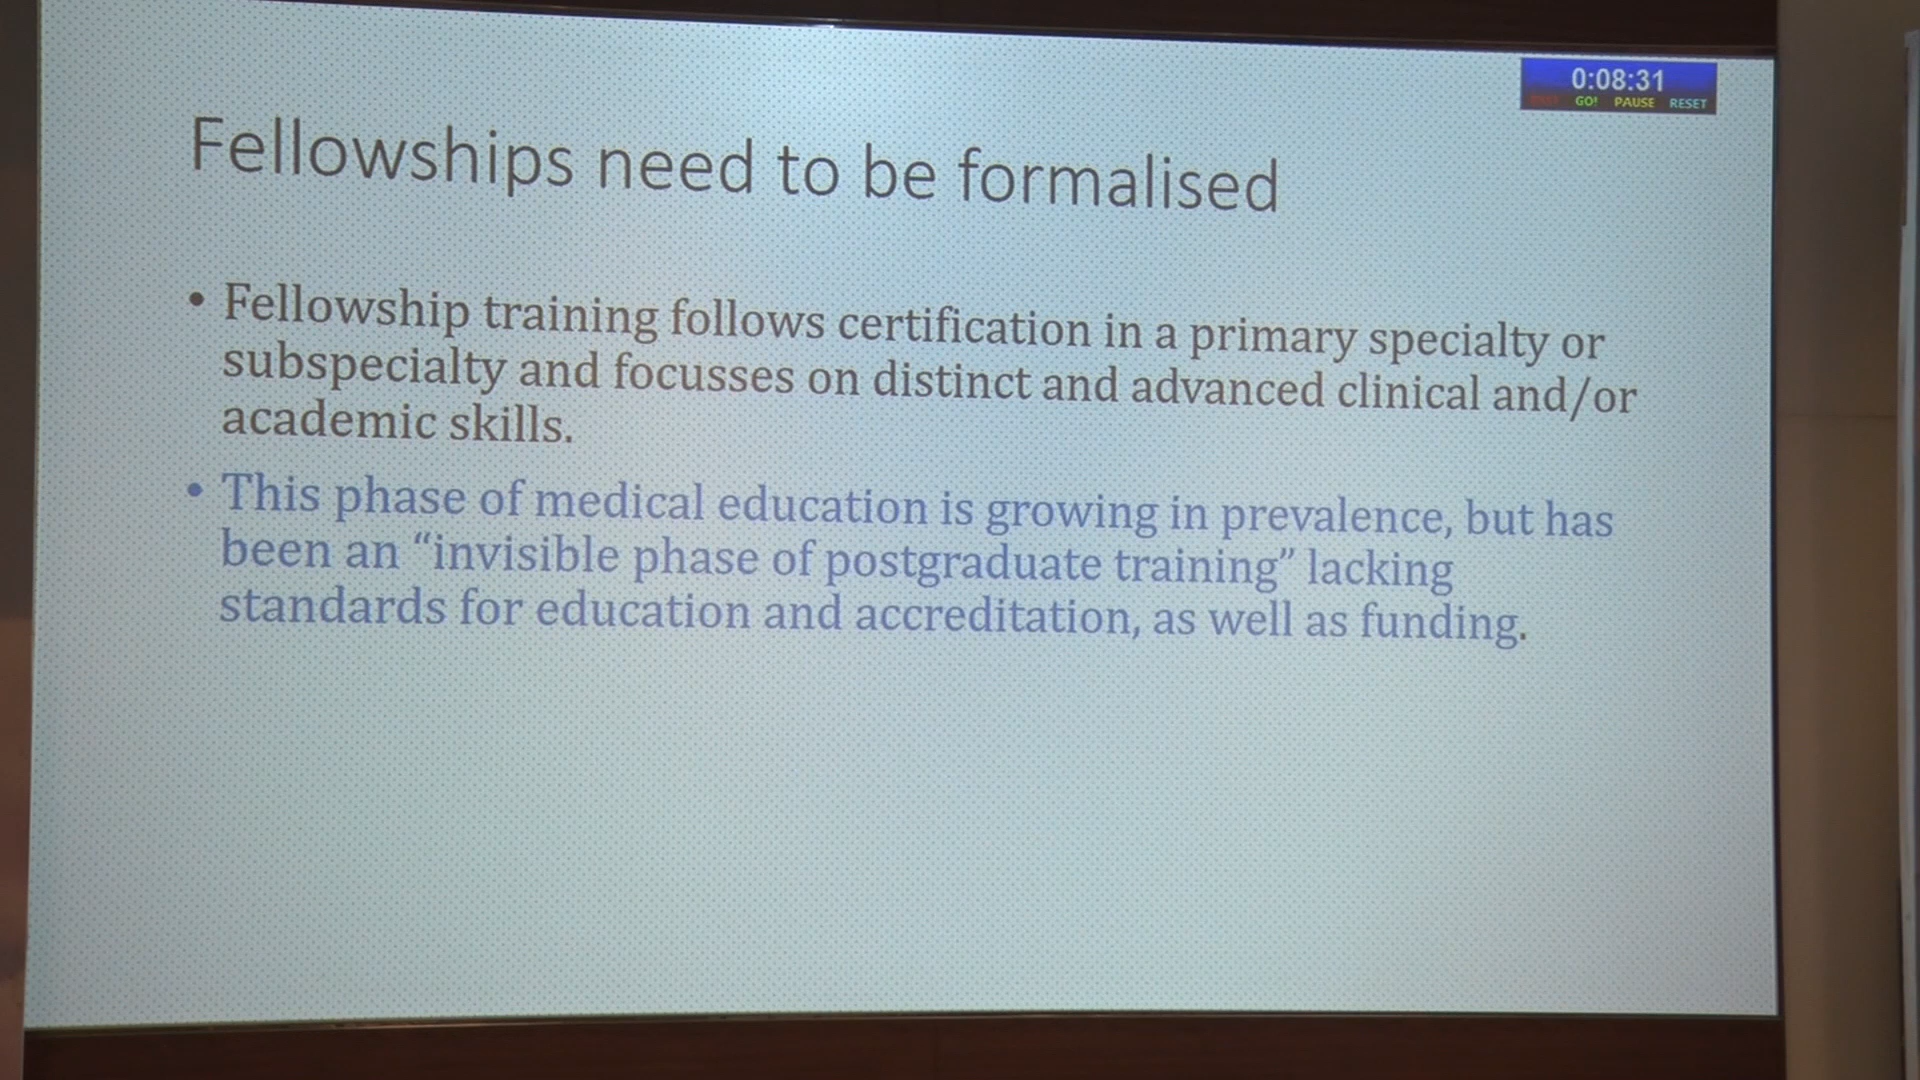 0:08:31
GO! PAUSE RESET
Fellowships need to be formalised
• Fellowship training follows certification in a primary specialty or
subspecialty and focusses on distinct and advanced clinical and/or
academic skills.
• This phase of medical education is growing in prevalence, but has
been an “invisible phase of postgraduate training” lacking
standards for education and accreditation, as well as funding.